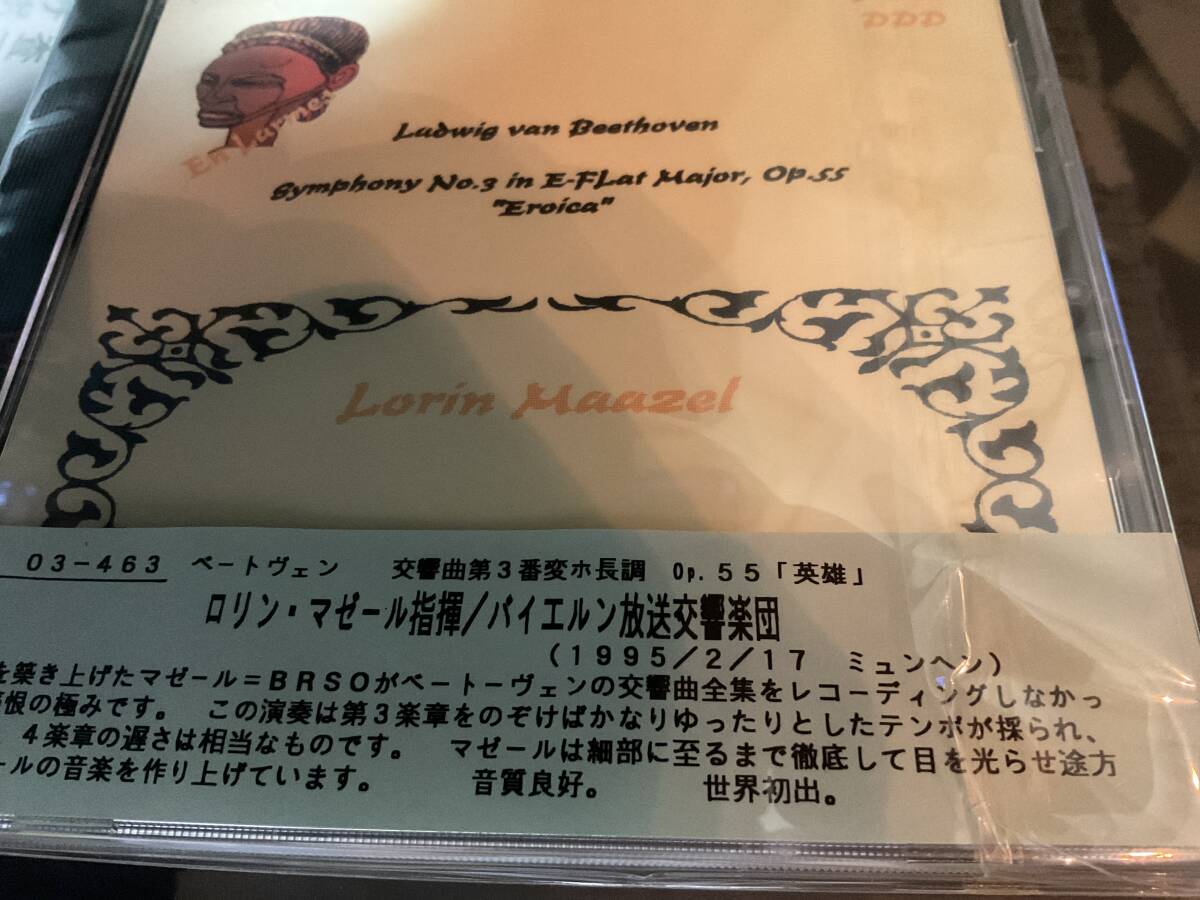 DDD
En La
Ludwig van Beethoven
Symphony No.3 in E-FLat Major, Op.55
"Eroica"
Lorin Maazel
03-463 ベートヴェン 交響曲第3番変ホ長調 Op.55「英雄」
ロリン・マゼール指揮/バイエルン放送交響楽団
(1995/2/17 ミュンヘン)
を築き上げたマゼール=BRSOがベートーヴェンの交響曲全集をレコーディングしなかっ
恨の極みです。 この演奏は第3楽章をのぞけばかなりゆったりとしたテンポが採られ、
4楽章の遅さは相当なものです。 マゼールは細部に至るまで徹底して目を光らせ途方
ールの音楽を作り上げています。 音質良好。 世界初出。